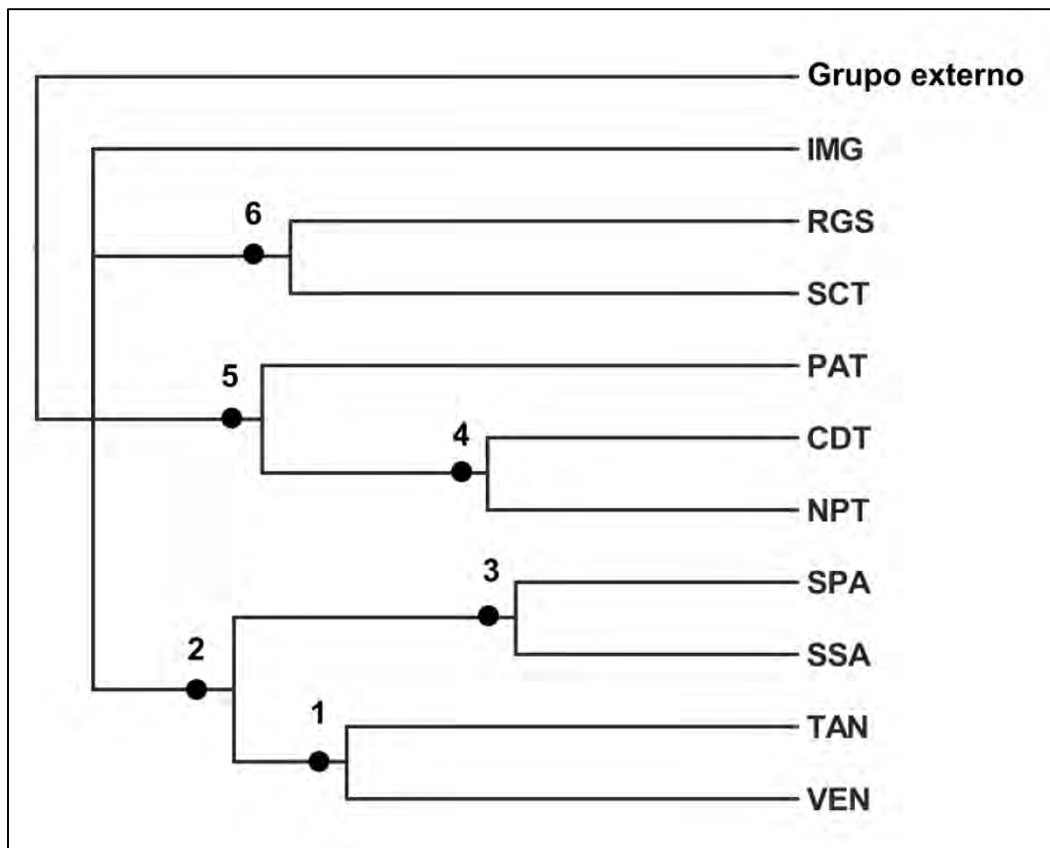 Grupo externo
IMG
6
RGS
SCT
PAT
5
CDT
4
NPT
SPA
3
SSA
2
TAN
1
VEN